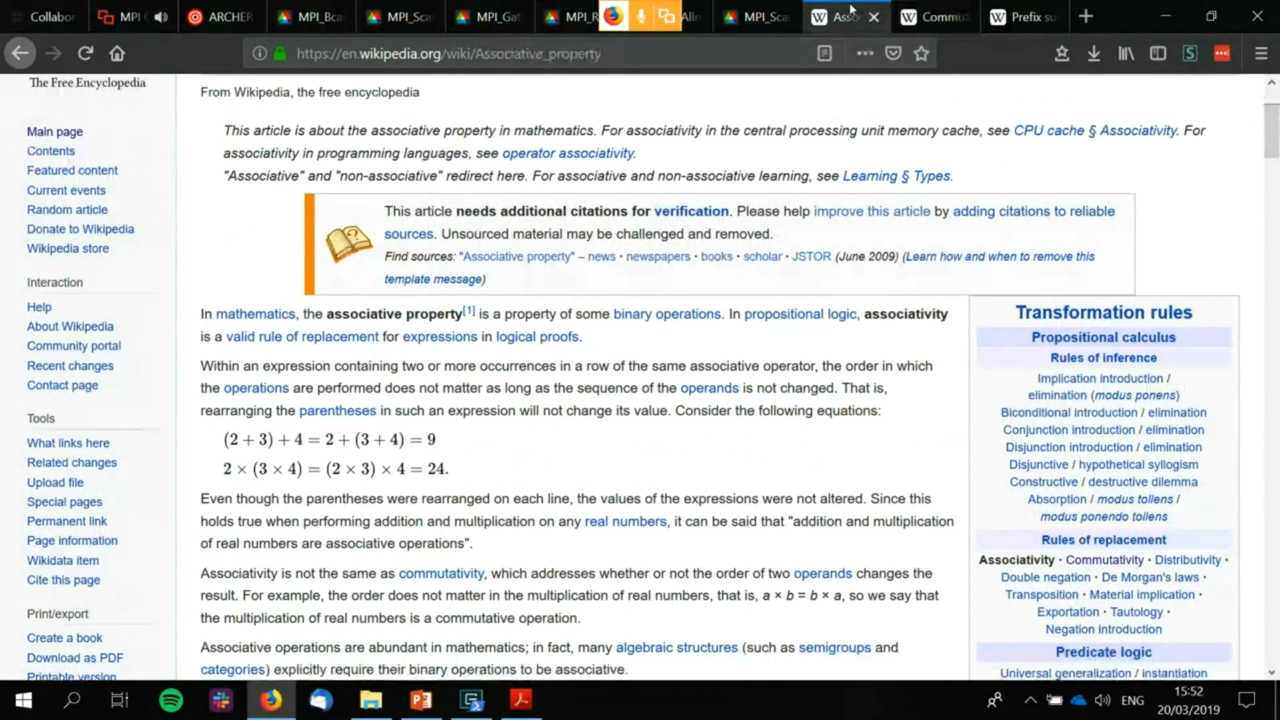 Collabor MPI ( ARCHER MPI_Bca MPI_Sca MPI_Gat MPI_R MPI_Sca Asso Commut Prefix su
https://en.wikipedia.org/wiki/Associative_property
The Free Encyclopedia
Main page
Contents
Featured content
Current events
Random article
Donate to Wikipedia
Wikipedia store
Interaction
Help
About Wikipedia
Community portal
Recent changes
Contact page
Tools
What links here
Related changes
Upload file
Special pages
Permanent link
Page information
Wikidata item
Cite this page
Print/export
Create a book
Download as PDF
Printable version
From Wikipedia, the free encyclopedia
This article is about the associative property in mathematics. For associativity in the central processing unit memory cache, see CPU cache § Associativity. For
associativity in programming languages, see operator associativity.
"Associative" and "non-associative" redirect here. For associative and non-associative learning, see Learning § Types.
This article needs additional citations for verification. Please help improve this article by adding citations to reliable
sources. Unsourced material may be challenged and removed.
Find sources: "Associative property" – news · newspapers · books · scholar · JSTOR (June 2009) (Learn how and when to remove this
template message)
In mathematics, the associative property[1] is a property of some binary operations. In propositional logic, associativity
is a valid rule of replacement for expressions in logical proofs.
Within an expression containing two or more occurrences in a row of the same associative operator, the order in which
the operations are performed does not matter as long as the sequence of the operands is not changed. That is,
rearranging the parentheses in such an expression will not change its value. Consider the following equations:
(2 + 3) + 4 = 2 + (3 + 4) = 9
2 × (3 × 4) = (2 × 3) × 4 = 24.
Even though the parentheses were rearranged on each line, the values of the expressions were not altered. Since this
holds true when performing addition and multiplication on any real numbers, it can be said that "addition and multiplication
of real numbers are associative operations".
Associativity is not the same as commutativity, which addresses whether or not the order of two operands changes the
result. For example, the order does not matter in the multiplication of real numbers, that is, a × b = b × a, so we say that
the multiplication of real numbers is a commutative operation.
Associative operations are abundant in mathematics; in fact, many algebraic structures (such as semigroups and
categories) explicitly require their binary operations to be associative.
Transformation rules
Propositional calculus
Rules of inference
Implication introduction /
elimination (modus ponens)
Biconditional introduction / elimination
Conjunction introduction / elimination
Disjunction introduction / elimination
Disjunctive / hypothetical syllogism
Constructive / destructive dilemma
Absorption / modus tollens /
modus ponendo tollens
Rules of replacement
Associativity · Commutativity · Distributivity ·
Double negation · De Morgan's laws ·
Transposition · Material implication ·
Exportation · Tautology ·
Negation introduction
Predicate logic
Universal generalization / instantiation
ENG
15:52
20/03/2019